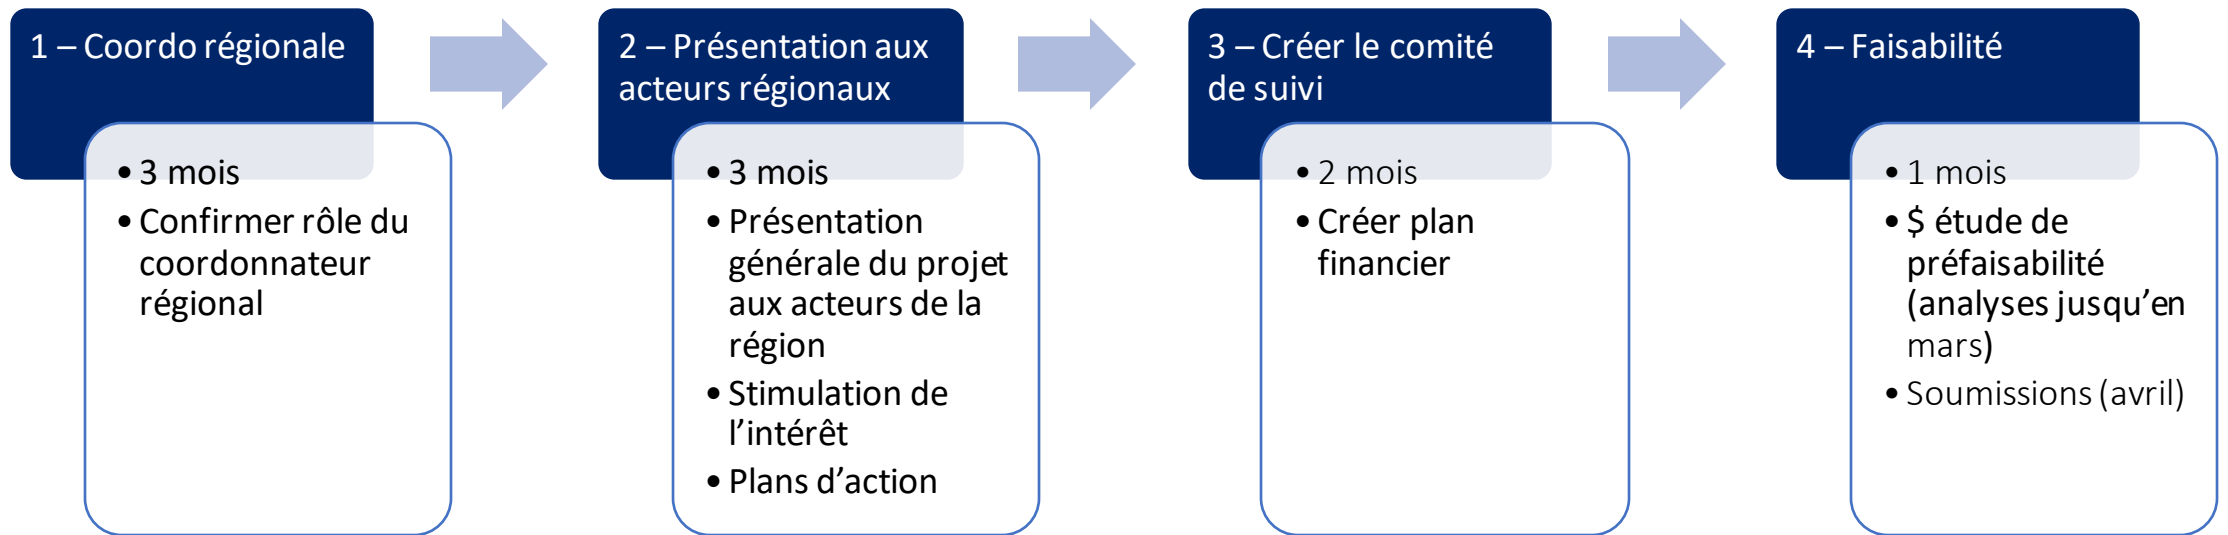 1 – Coordo régionale
• 3 mois
• Confirmer rôle du
coordonnateur
régional
2 – Présentation aux
acteurs régionaux
• 3 mois
• Présentation
générale du projet
aux acteurs de la
région
• Stimulation de
l’intérêt
• Plans d’action
3 – Créer le comité
de suivi
• 2 mois
• Créer plan
financier
4 – Faisabilité
• 1 mois
• $ étude de
préfaisabilité
(analyses jusqu’en
mars)
• Soumissions (avril)